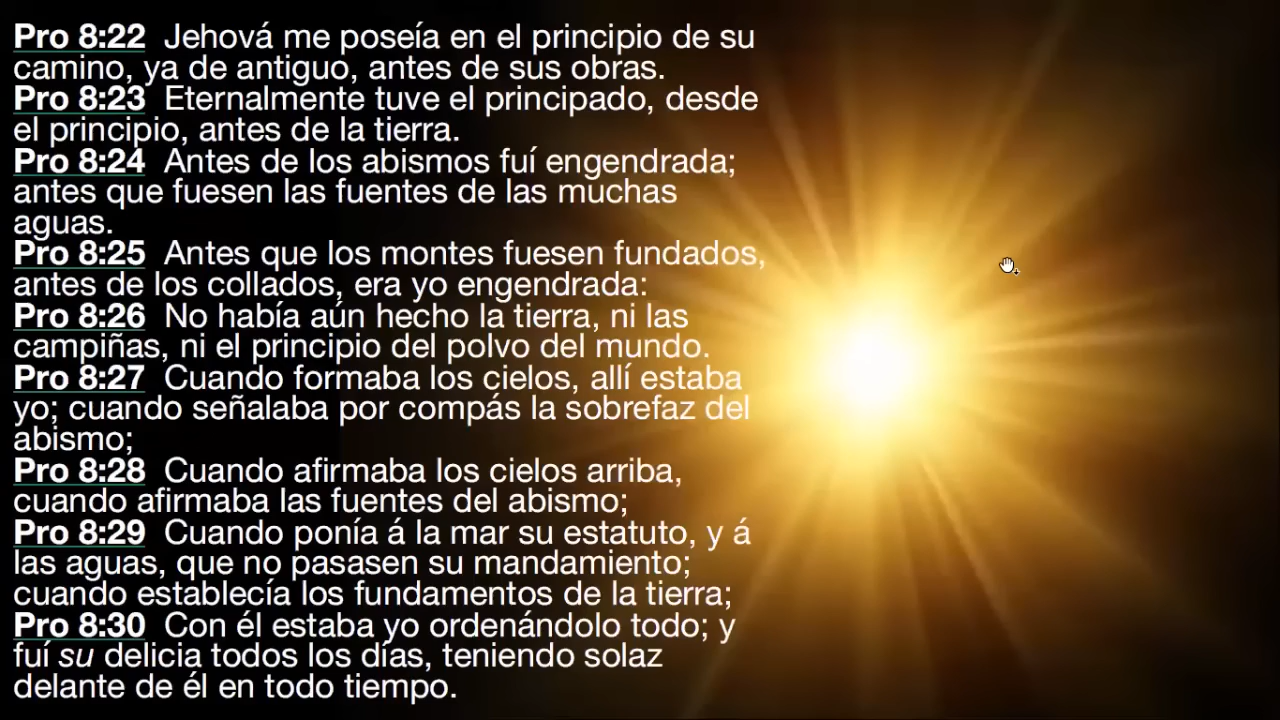 Pro 8:22 Jehová me poseía en el principio de su
camino, ya de antiguo, antes de sus obras.
Pro 8:23 Eternalmente tuve el principado, desde
el principio, antes de la tierra.
Pro 8:24 Antes de los abismos fuí engendrada;
antes que fuesen las fuentes de las muchas
aguas.
Pro 8:25 Antes que los montes fuesen fundados,
antes de los collados, era yo engendrada:
Pro 8:26 No había aún hecho la tierra, ni las
campiñas, ni el principio del polvo del mundo.
Pro 8:27 Cuando formaba los cielos, allí estaba
yo; cuando señalaba por compás la sobrefaz del
abismo;
Pro 8:28 Cuando afirmaba los cielos arriba,
cuando afirmaba las fuentes del abismo;
Pro 8:29 Cuando ponía á la mar su estatuto, y á
las aguas, que no pasasen su mandamiento;
cuando establecía los fundamentos de la tierra;
Pro 8:30 Con él estaba yo ordenándolo todo; y
fuí su delicia todos los días, teniendo solaz
delante de él en todo tiempo.